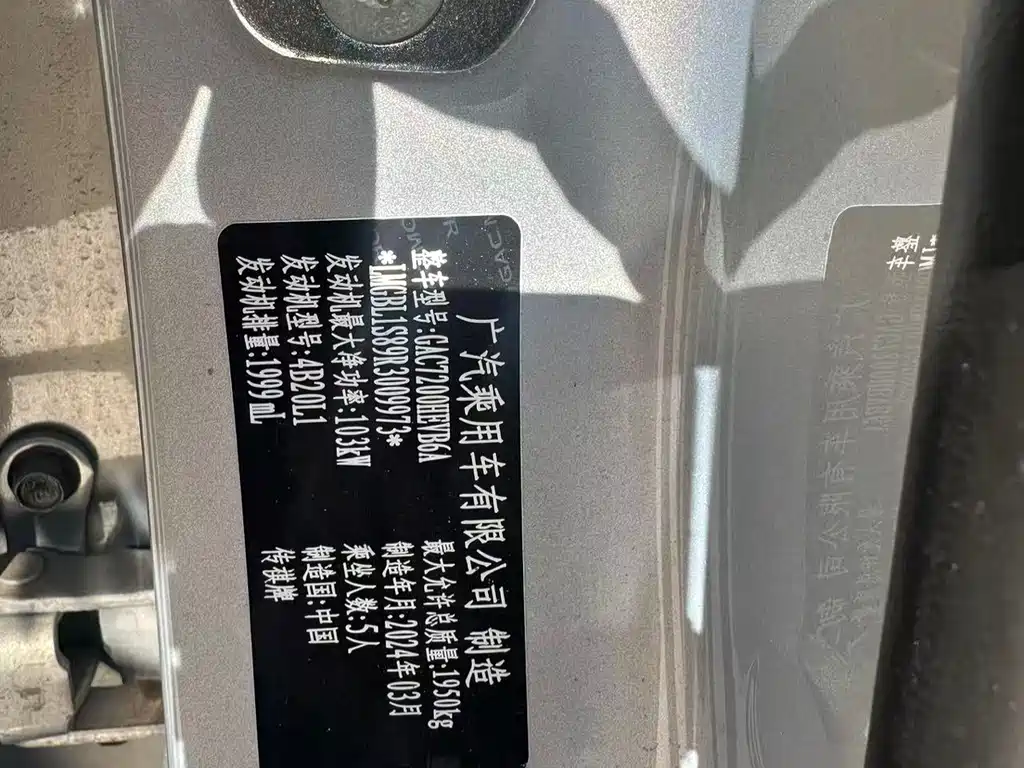 广汽乘用车有限公司 制造
整车型号:GAC7200HEVB6A 最大允许总质量:1950kg
*LMGBL1S89R3009973* 制造年月:2024年03月
发动机最大净功率:103kW 乘坐人数:5人
发动机型号:4B20L1 制造国:中国
发动机排量:1999mL 传祺牌